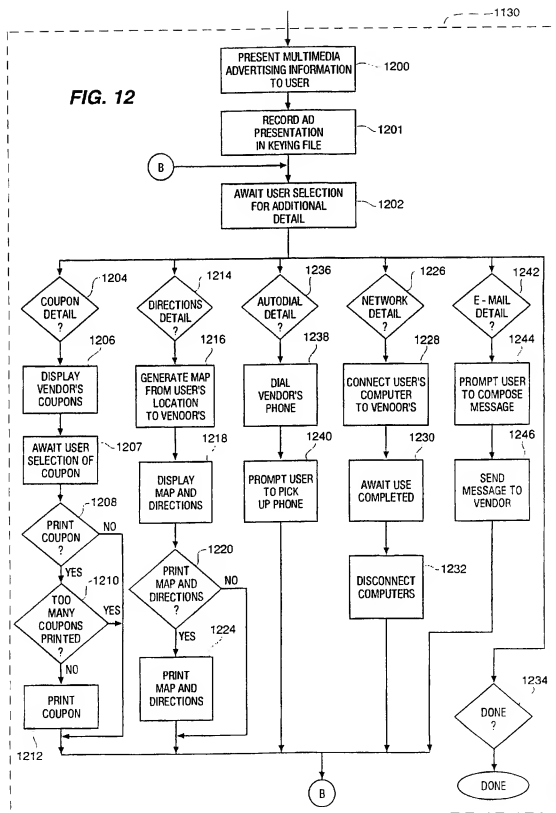 1130
PRESENT MULTIMEDIA
ADVERTISING INFORMATION
TO USER
1200
FIG. 12
RECORD AD
PRESENTATION
IN KEYING FILE
1201
B
AWAIT USER SELECTION
FOR ADDITIONAL
DETAIL
1202
1204
COUPON
DETAIL
?
1206
DISPLAY
VENDOR'S
COUPONS
1207
AWAIT USER
SELECTION OF
COUPON
1208
PRINT
COUPON
?
NO
YES
1210
TOO
MANY
COUPONS
PRINTED
?
YES
NO
PRINT
COUPON
1212
1214
DIRECTIONS
DETAIL
?
1216
GENERATE MAP
FROM USER'S
LOCATION
TO VENOOR'S
1218
DISPLAY
MAP AND
DIRECTIONS
1220
PRINT
MAP AND
DIRECTIONS
?
NO
YES
1224
PRINT
MAP AND
DIRECTIONS
1236
AUTODIAL
DETAIL
?
1238
DIAL
VENDOR'S
PHONE
1240
PROMPT USER
TO PICK
UP PHONE
1226
NETWORK
DETAIL
?
1228
CONNECT USER'S
COMPUTER
TO VENOOR'S
1230
AWAIT USE
COMPLETED
1232
DISCONNECT
COMPUTERS
1242
E - MAIL
DETAIL
?
1244
PROMPT USER
TO COMPOSE
MESSAGE
1246
SEND
MESSAGE TO
VENDOR
1234
DONE
?
DONE
B